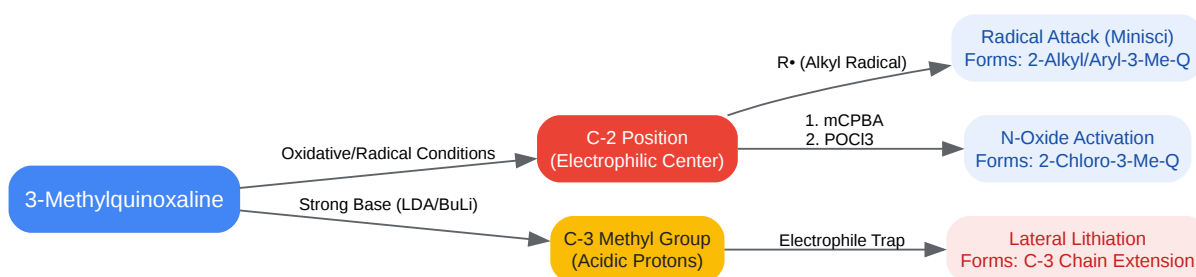 3-Methylquinoxaline
Oxidative/Radical Conditions
Strong Base (LDA/BuLi)
C-2 Position
(Electrophilic Center)
C-3 Methyl Group
(Acidic Protons)
R• (Alkyl Radical)
1. mCPBA
2. POCl3
Electrophile Trap
Radical Attack (Minisci)
Forms: 2-Alkyl/Aryl-3-Me-Q
N-Oxide Activation
Forms: 2-Chloro-3-Me-Q
Lateral Lithiation
Forms: C-3 Chain Extension